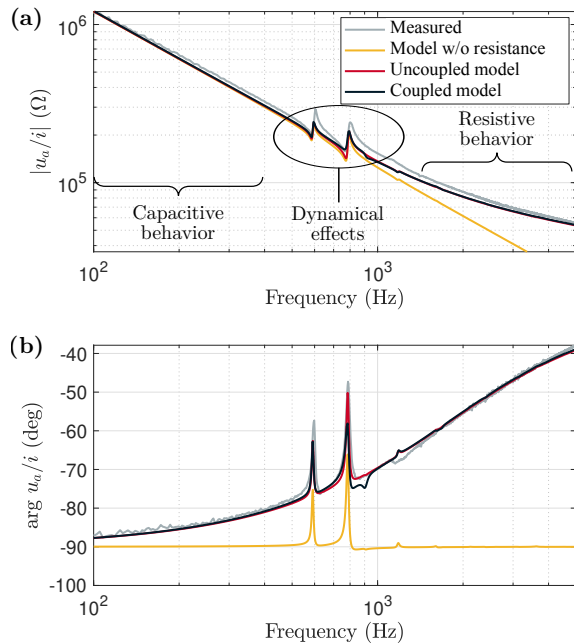 (a)
10^6
10^5
|u_a/i| (Ω)
Measured
Model w/o resistance
Uncoupled model
Coupled model
Resistive
behavior
Capacitive
behavior
Dynamical
effects
10^2
10^3
Frequency (Hz)
(b)
-40
-50
-60
-70
-80
-90
-100
arg u_a/i (deg)
10^2
10^3
Frequency (Hz)